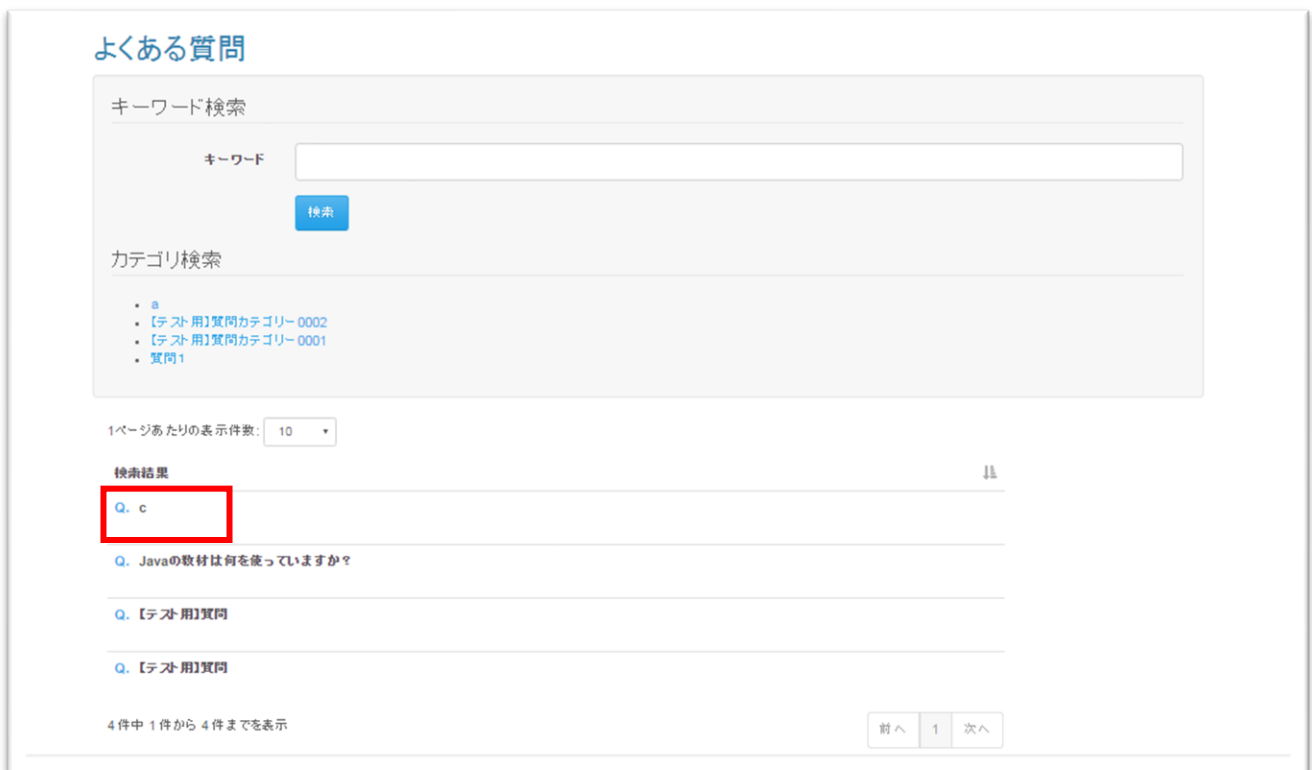 よくある質問
キーワード検索
キーワード
検索
カテゴリ検索
a
【テスト用】質問カテゴリー0002
【テスト用】質問カテゴリー0001
質問1
1ページあたりの表示件数: 10
検索結果
Q. c
Q. Javaの教材は何を使っていますか?
Q. 【テスト用】質問
Q. 【テスト用】質問
4 件中 1 件から 4 件までを表示
前へ 1 次へ